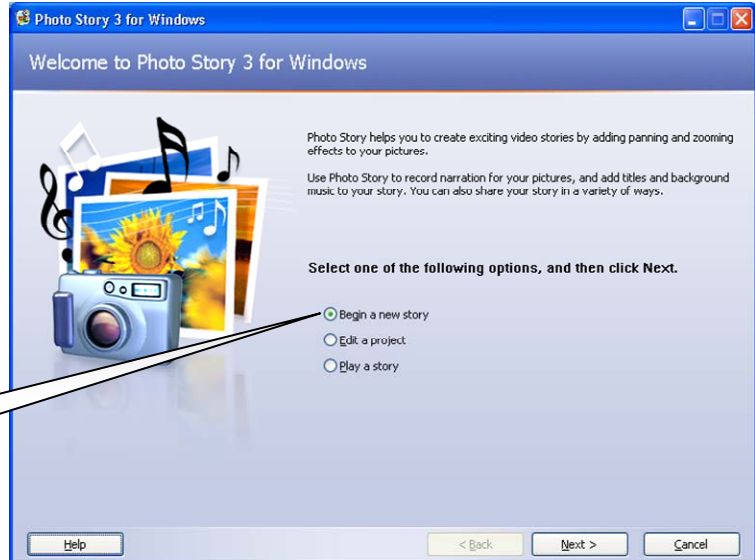 Photo Story 3 for Windows
Welcome to Photo Story 3 for Windows
Photo Story helps you to create exciting video stories by adding panning and zooming
effects to your pictures.
Use Photo Story to record narration for your pictures, and add titles and background
music to your story. You can also share your story in a variety of ways.
Select one of the following options, and then click Next.
Begin a new story
Edit a project
Play a story
Help
< Back
Next >
Cancel